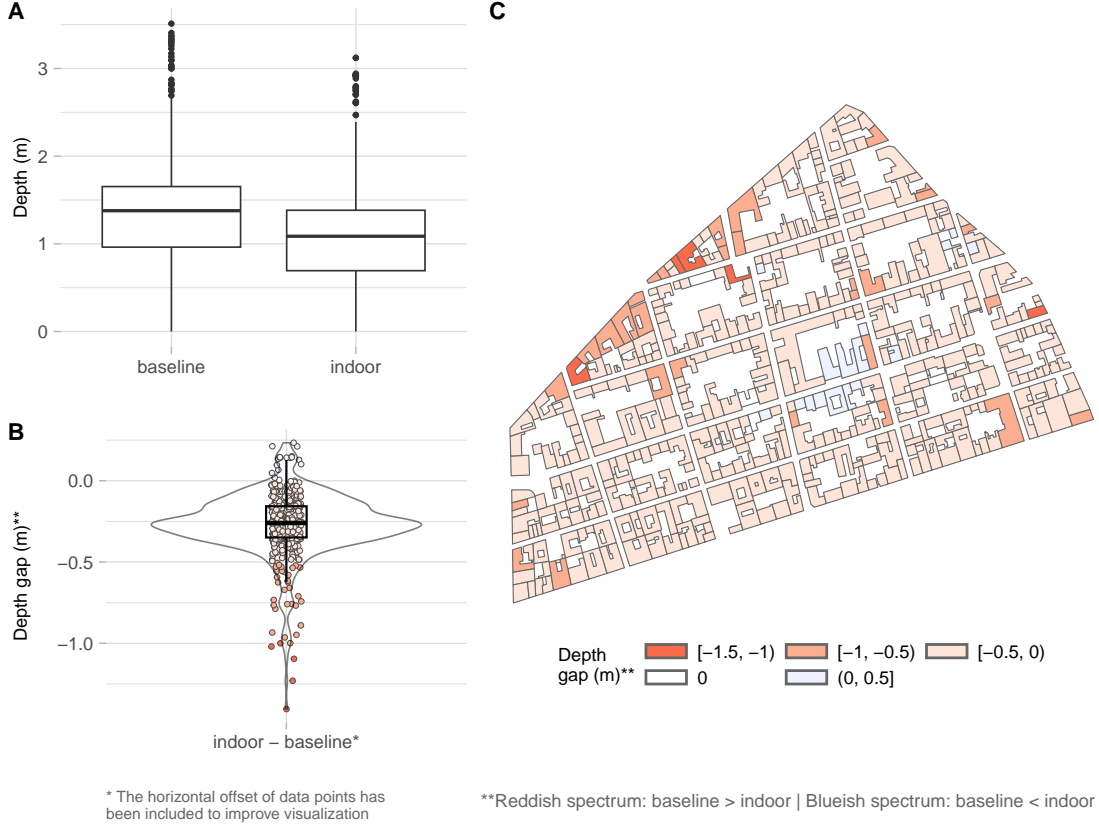 A
Depth (m)
3
2
1
0
baseline
indoor
B
Depth gap (m)**
0.0
−0.5
−1.0
indoor − baseline*
* The horizontal offset of data points has
been included to improve visualization
C
Depth
gap (m)**
[−1.5, −1)
[−1, −0.5)
[−0.5, 0)
0
(0, 0.5]
**Reddish spectrum: baseline > indoor | Blueish spectrum: baseline < indoor